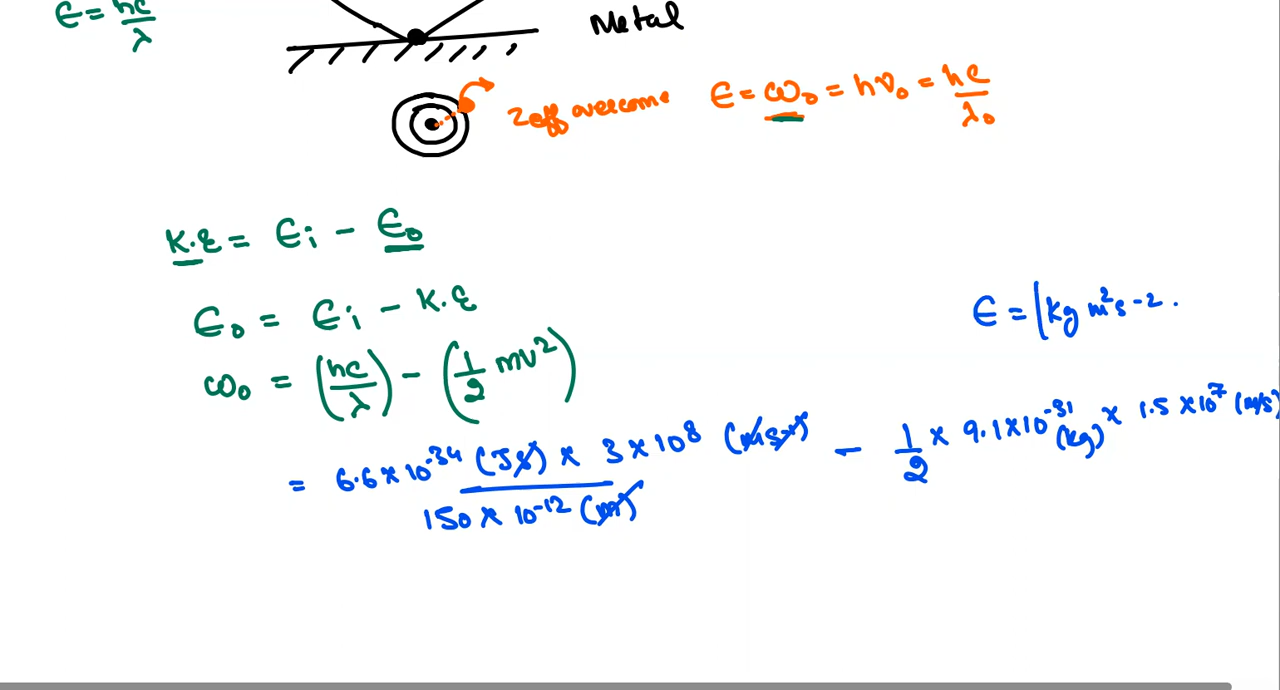 E = hc/λ
Metal
Zeff overcome E = ω₀ = hν₀ = hc/λ₀
K.E = Ei - E₀
E₀ = Ei - K.E
E = kg m²s-2.
ω₀ = (hc/λ) - (1/2 mv²)
= 6.6×10⁻³⁴ (Js) × 3×10⁸ (ms⁻¹) / 150×10⁻¹² (m) - 1/2 × 9.1×10⁻³¹ (kg) × 1.5×10⁷ (m/s)